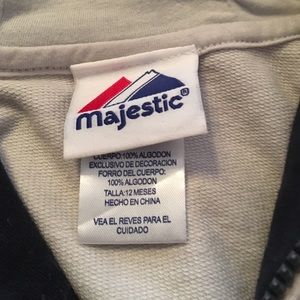 majestic®
CUERPO:100% ALGODON
EXCLUSIVO DE DECORACION
FORRO DEL CUERPO:
100% ALGODON
TALLA:12 MESES
HECHO EN CHINA
VEA EL REVES PARA EL
CUIDADO